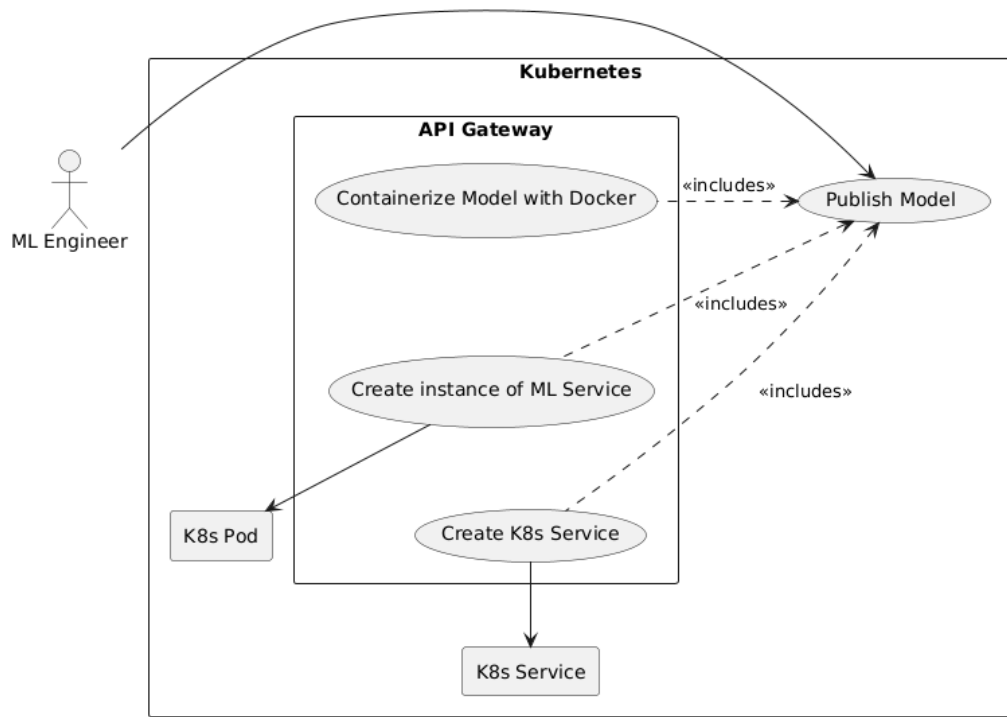 Kubernetes
API Gateway
Containerize Model with Docker
«includes»
Publish Model
ML Engineer
«includes»
Create instance of ML Service
«includes»
K8s Pod
Create K8s Service
K8s Service